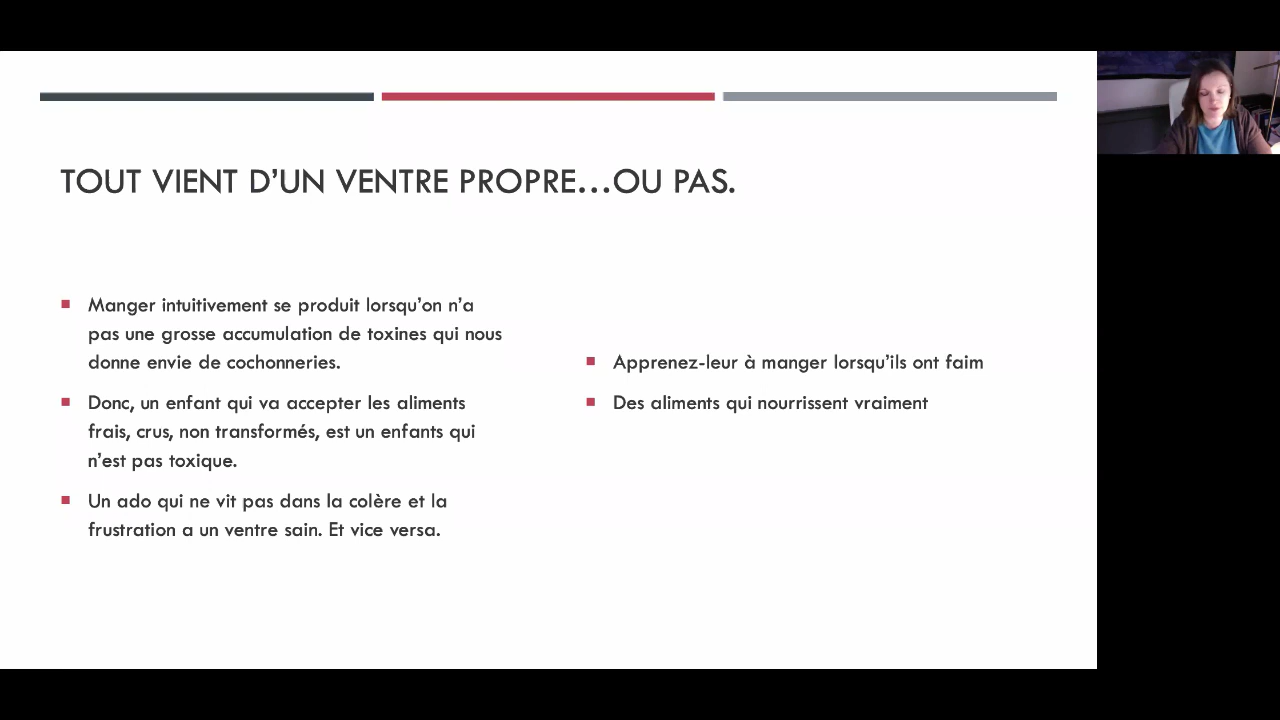 TOUT VIENT D’UN VENTRE PROPRE…OU PAS.
Manger intuitivement se produit lorsqu’on n’a
pas une grosse accumulation de toxines qui nous
donne envie de cochonneries.
Donc, un enfant qui va accepter les aliments
frais, crus, non transformés, est un enfants qui
n’est pas toxique.
Un ado qui ne vit pas dans la colère et la
frustration a un ventre sain. Et vice versa.
Apprenez-leur à manger lorsqu’ils ont faim
Des aliments qui nourrissent vraiment